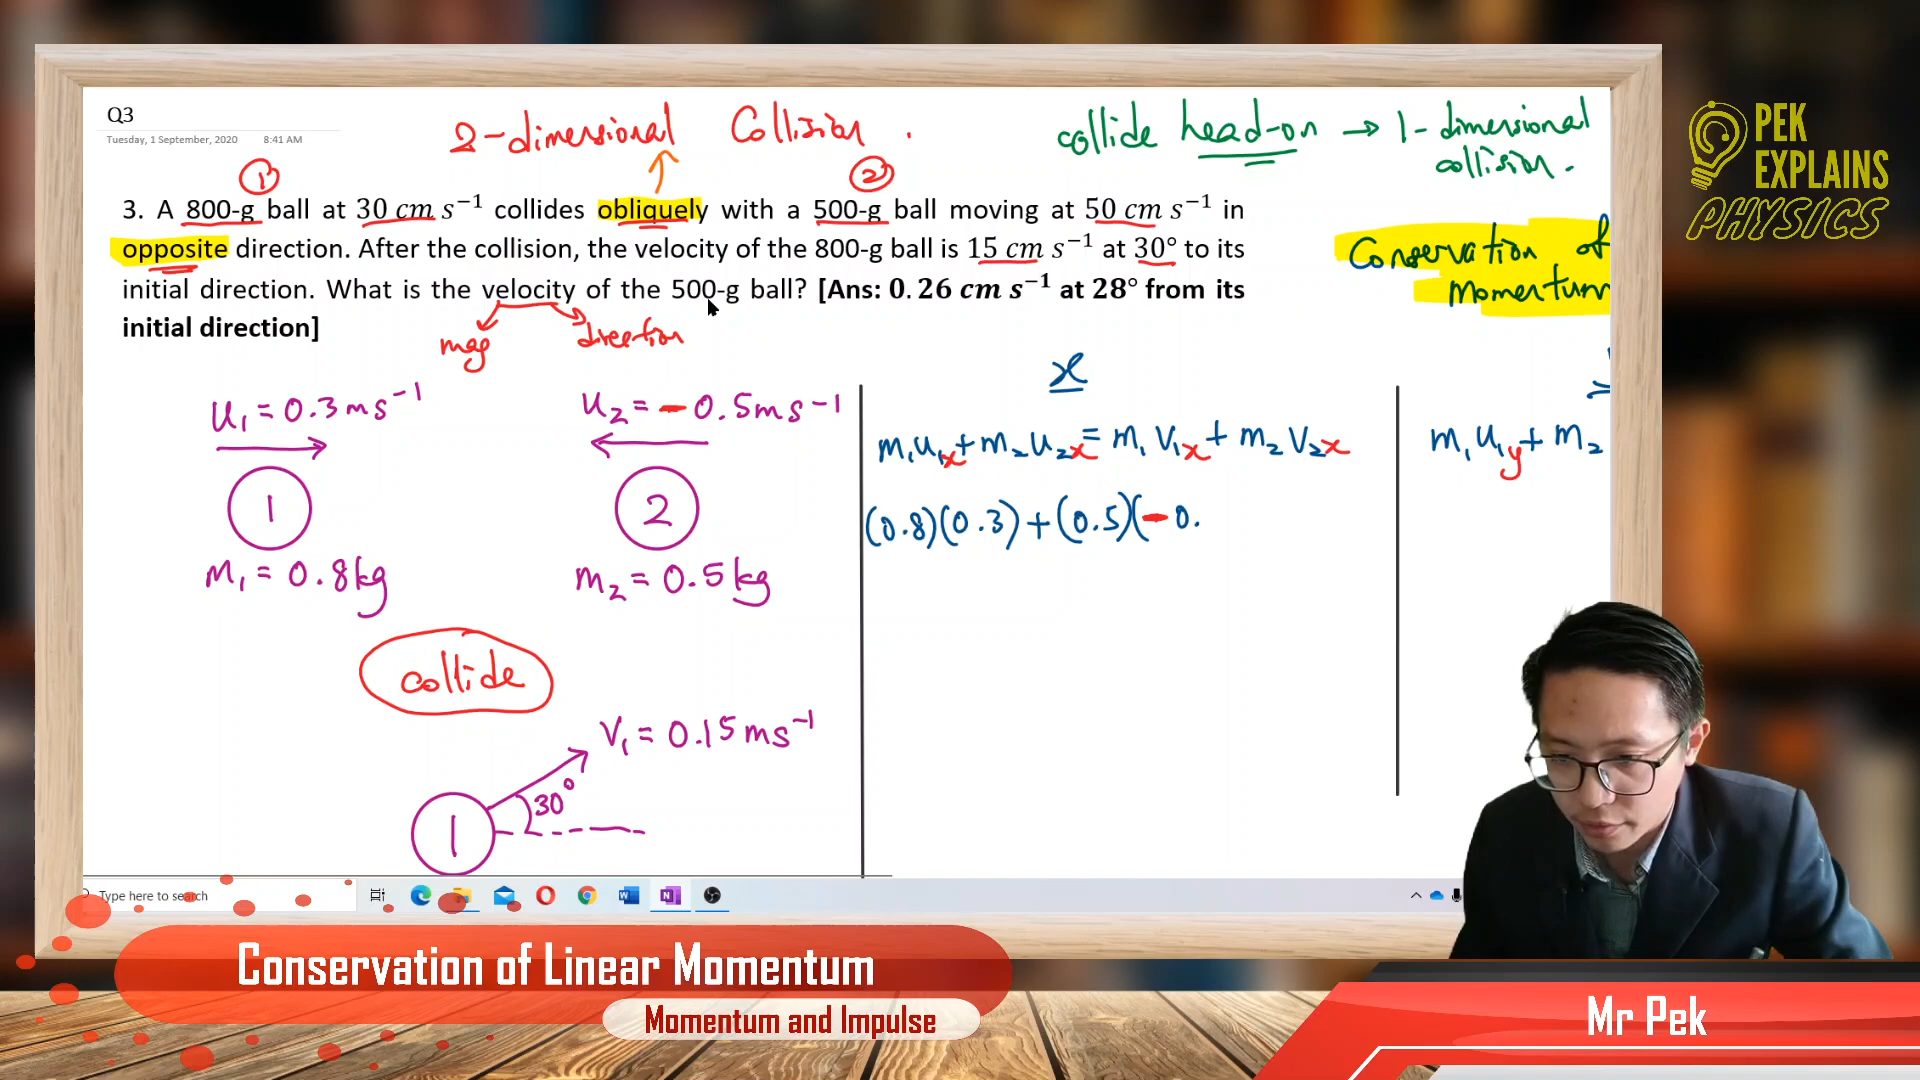 Q3
Tuesday, 1 September, 2020 8:41 AM
2-dimensional Collision.
collide head-on → 1-dimensional
collision.
PEK
EXPLAINS
PHYSICS
1
2
3. A 800-g ball at 30 cm s⁻¹ collides obliquely with a 500-g ball moving at 50 cm s⁻¹ in
opposite direction. After the collision, the velocity of the 800-g ball is 15 cm s⁻¹ at 30° to its
initial direction. What is the velocity of the 500-g ball? [Ans: 0.26 cm s⁻¹ at 28° from its
initial direction]
mag direction
Conservation of
Momentum
u₁ = 0.3 ms⁻¹
u₂ = -0.5 ms-1
1
2
m₁ = 0.8kg
m₂ = 0.5kg
collide
v₁ = 0.15 ms⁻¹
30°
1
x
m₁u₁x + m₂u₂x = m₁v₁x + m₂v₂x
(0.8)(0.3) + (0.5)(-0.
m₁u₁y + m₂
Type here to search
Conservation of Linear Momentum
Momentum and Impulse
Mr Pek